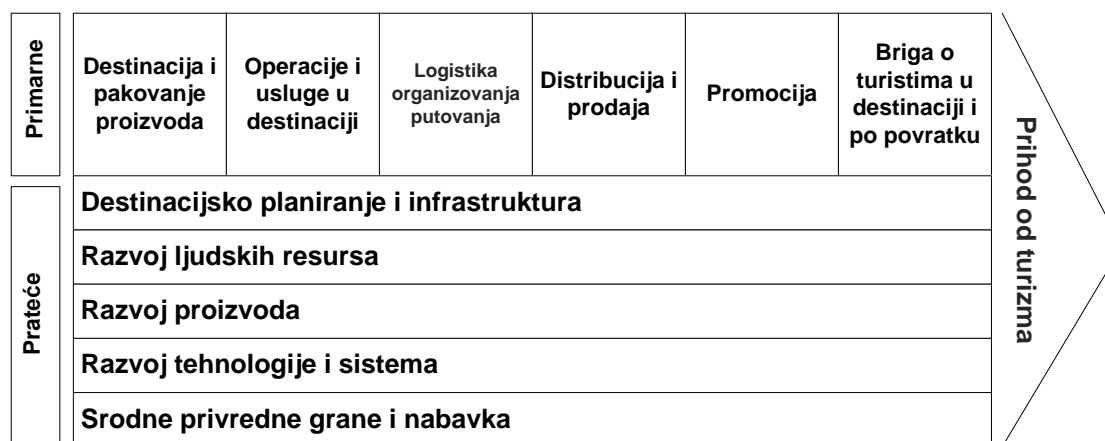 Primarne
Destinacija i
pakovanje
proizvoda
Operacije i
usluge u
destinaciji
Logistika
organizovanja
putovanja
Distribucija i
prodaja
Promocija
Briga o
turistima u
destinaciji i
po povratku
Prateće
Destinacijsko planiranje i infrastruktura
Razvoj ljudskih resursa
Razvoj proizvoda
Razvoj tehnologije i sistema
Srodne privredne grane i nabavka
Prihod od turizma